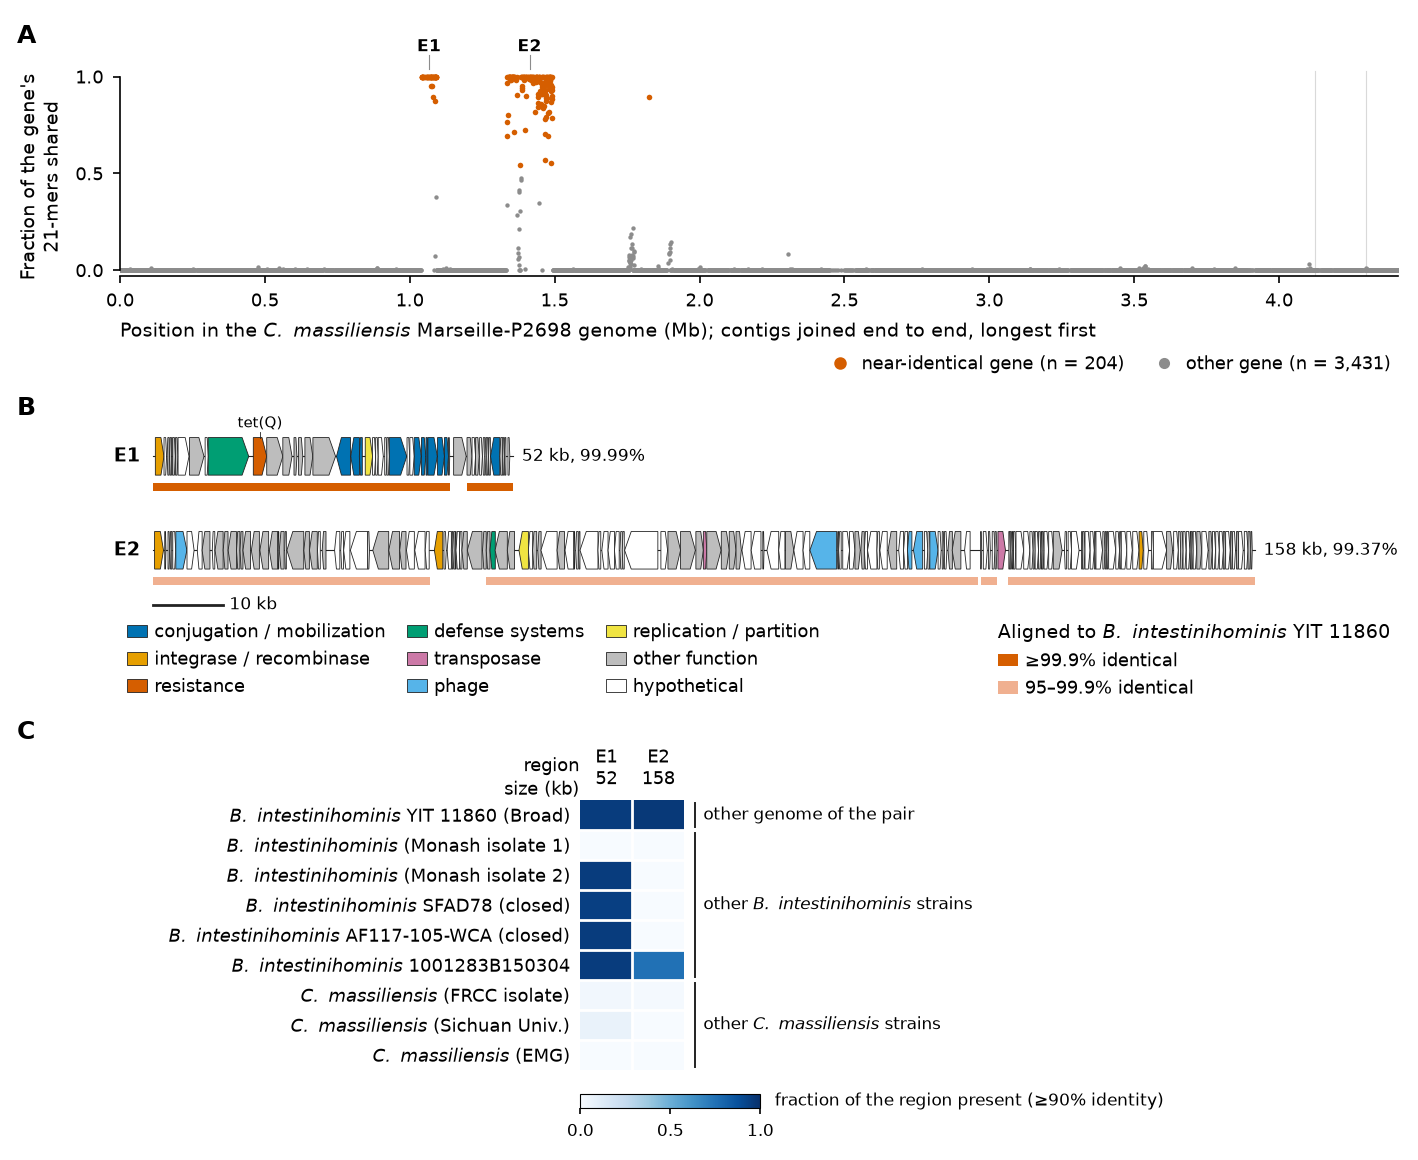 A
E1 E2
Fraction of the gene's
21-mers shared
1.0
0.5
0.0
0.0 0.5 1.0 1.5 2.0 2.5 3.0 3.5 4.0
Position in the C. massiliensis Marseille-P2698 genome (Mb); contigs joined end to end, longest first
near-identical gene (n = 204) other gene (n = 3,431)
B
tet(Q)
E1 52 kb, 99.99%
E2 158 kb, 99.37%
10 kb
conjugation / mobilization defense systems replication / partition
integrase / recombinase transposase other function
resistance phage hypothetical
Aligned to B. intestinihominis YIT 11860
≥99.9% identical
95–99.9% identical
C
region E1 E2
size (kb) 52 158
B. intestinihominis YIT 11860 (Broad) other genome of the pair
B. intestinihominis (Monash isolate 1)
B. intestinihominis (Monash isolate 2)
B. intestinihominis SFAD78 (closed) other B. intestinihominis strains
B. intestinihominis AF117-105-WCA (closed)
B. intestinihominis 1001283B150304
C. massiliensis (FRCC isolate)
C. massiliensis (Sichuan Univ.) other C. massiliensis strains
C. massiliensis (EMG)
fraction of the region present (≥90% identity)
0.0 0.5 1.0